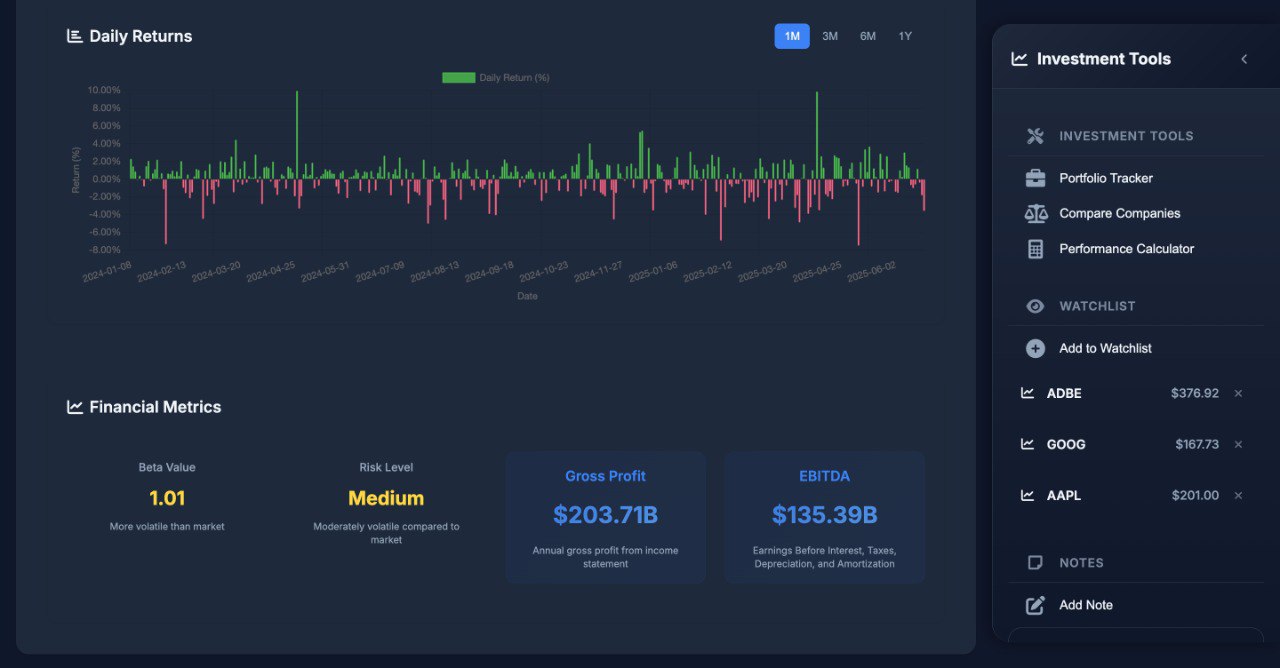 Daily Returns
1M 3M 6M 1Y
Daily Return (%)
Return (%)
10.00%
8.00%
6.00%
4.00%
2.00%
0.00%
-2.00%
-4.00%
-6.00%
-8.00%
2024-01-08 2024-02-13 2024-03-20 2024-04-25 2024-05-31 2024-07-09 2024-08-13 2024-09-18 2024-10-23 2024-11-27 2025-01-06 2025-02-12 2025-03-20 2025-04-25 2025-06-02
Date
Financial Metrics
Beta Value
1.01
More volatile than market
Risk Level
Medium
Moderately volatile compared to
market
Gross Profit
$203.71B
Annual gross profit from income
statement
EBITDA
$135.39B
Earnings Before Interest, Taxes,
Depreciation, and Amortization
Investment Tools
INVESTMENT TOOLS
Portfolio Tracker
Compare Companies
Performance Calculator
WATCHLIST
Add to Watchlist
ADBE $376.92 ×
GOOG $167.73 ×
AAPL $201.00 ×
NOTES
Add Note